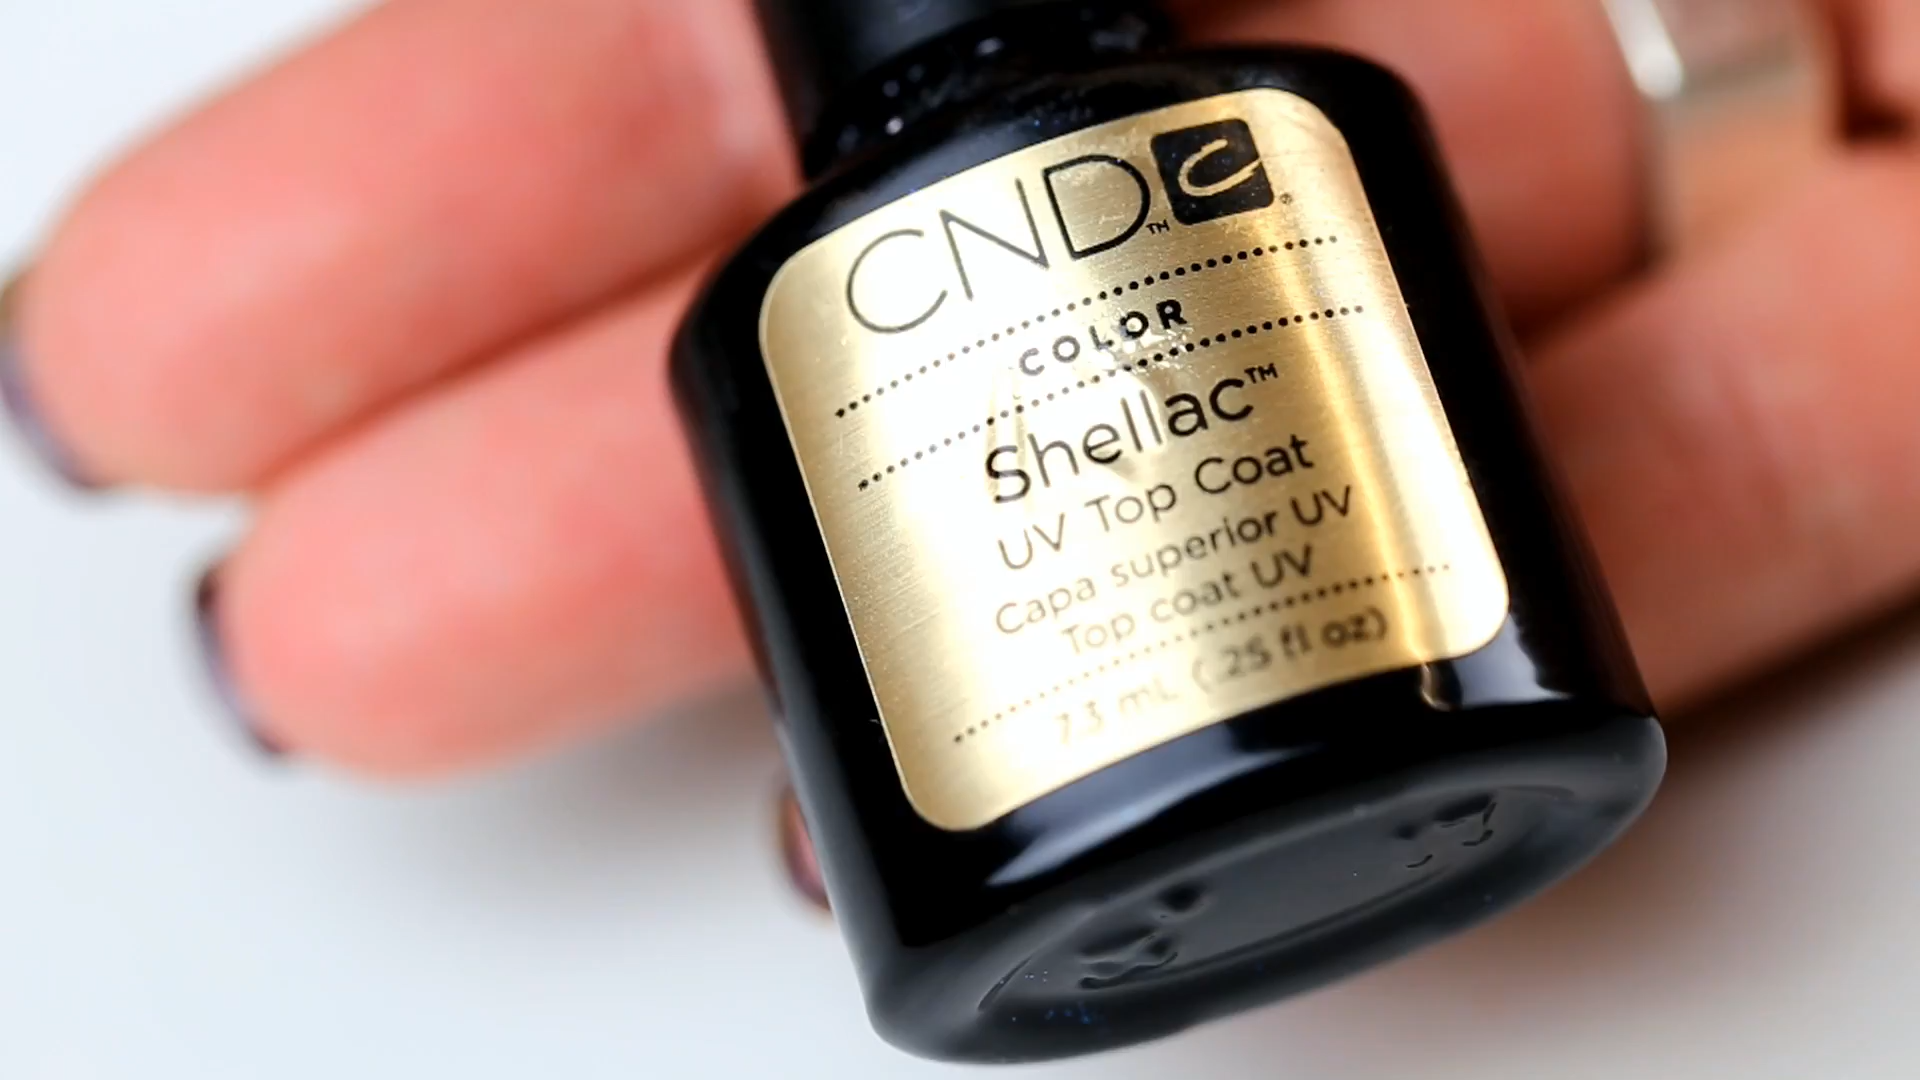 CND™ C®
COLOR
Shellac™
UV Top Coat
Capa superior UV
Top coat UV
7.3 mL (.25 fl oz)